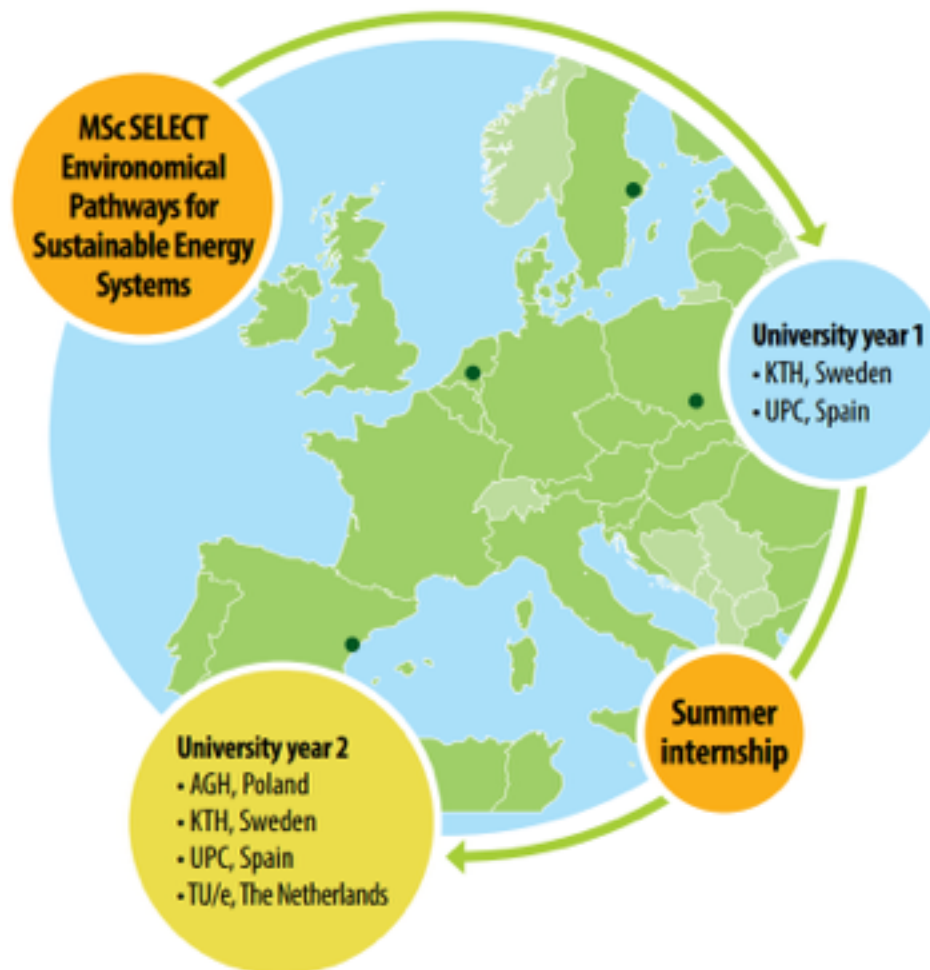 MSc SELECT
Environomical
Pathways for
Sustainable Energy
Systems
University year 1
• KTH, Sweden
• UPC, Spain
Summer
internship
University year 2
• AGH, Poland
• KTH, Sweden
• UPC, Spain
• TU/e, The Netherlands